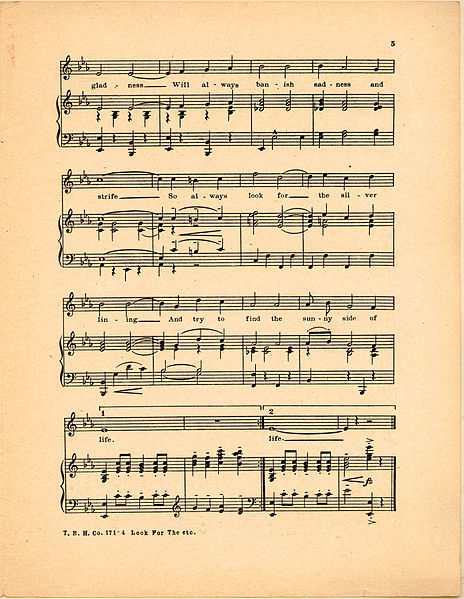 5
glad - ness Will al - ways ban - ish sad - ness and
strife So al - ways look for the sil - ver
lin - ing And try to find the sun - ny side of
1 2
life. life.
T. B. H. Co. 171-4 Look For The etc.